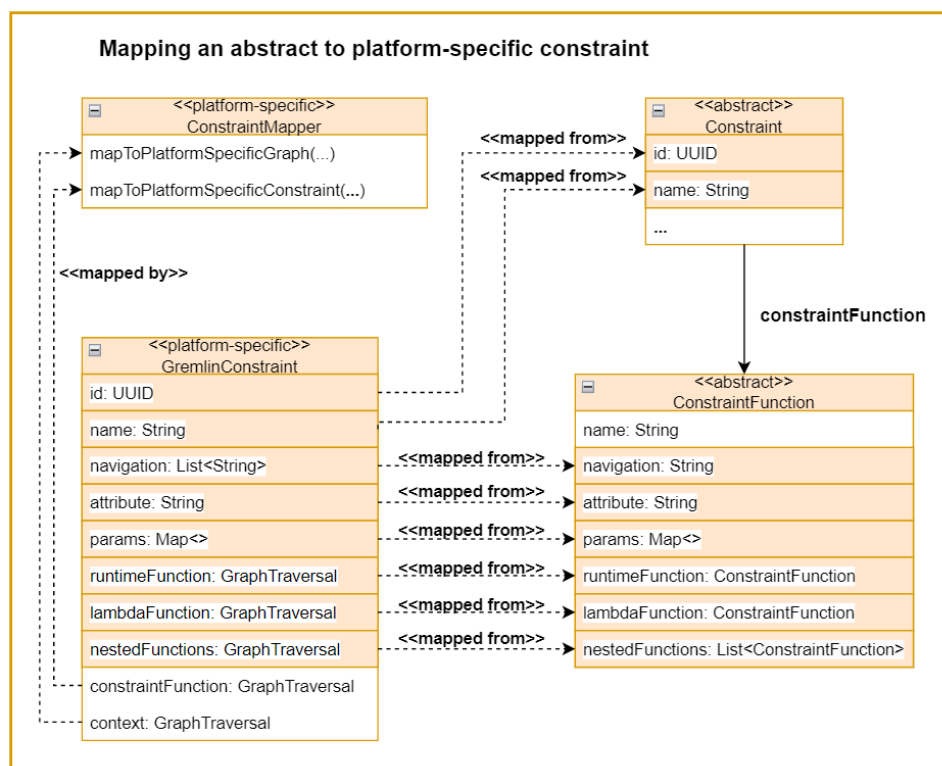 Mapping an abstract to platform-specific constraint
<<platform-specific>>
ConstraintMapper
mapToPlatformSpecificGraph(...)
mapToPlatformSpecificConstraint(...)
<<mapped from>>
<<mapped from>>
<<abstract>>
Constraint
id: UUID
name: String
...
<<mapped by>>
constraintFunction
<<platform-specific>>
GremlinConstraint
id: UUID
name: String
navigation: List<String>
attribute: String
params: Map<>
runtimeFunction: GraphTraversal
lambdaFunction: GraphTraversal
nestedFunctions: GraphTraversal
constraintFunction: GraphTraversal
context: GraphTraversal
<<mapped from>>
<<mapped from>>
<<mapped from>>
<<mapped from>>
<<mapped from>>
<<mapped from>>
<<abstract>>
ConstraintFunction
name: String
navigation: String
attribute: String
params: Map<>
runtimeFunction: ConstraintFunction
lambdaFunction: ConstraintFunction
nestedFunctions: List<ConstraintFunction>